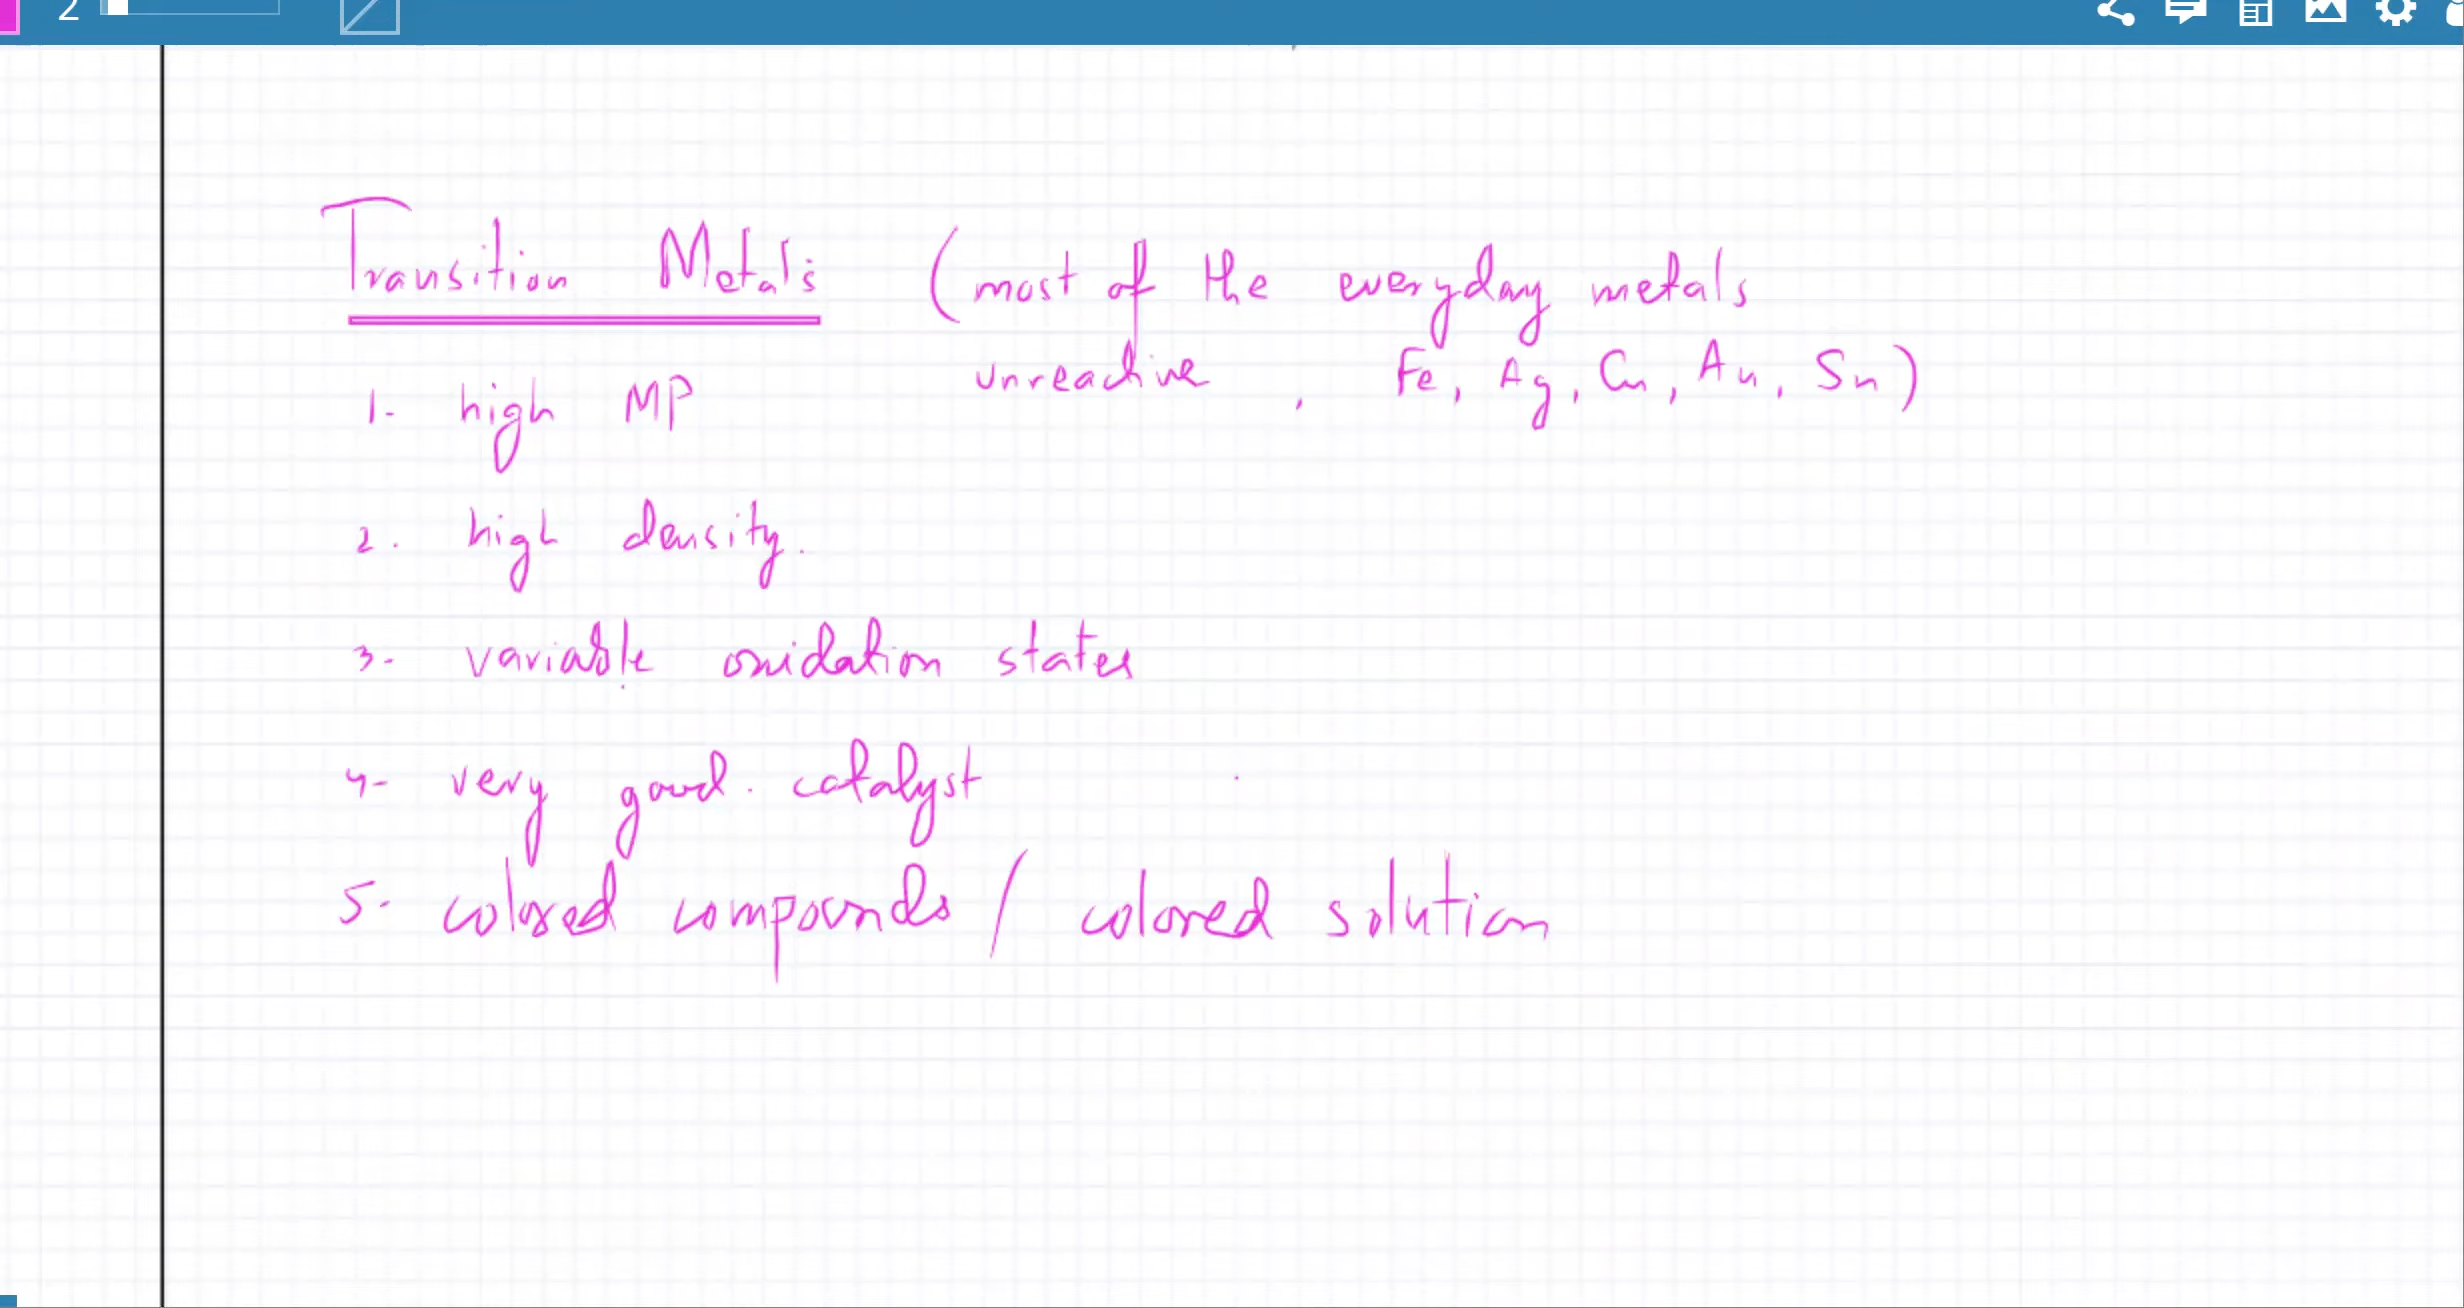 2
Transition Metals (most of the everyday metals
unreactive, Fe, Ag, Cu, Au, Sn)
1- high MP
2. high density.
3- variable oxidation states
4- very good. catalyst
5- colored compounds / colored solution